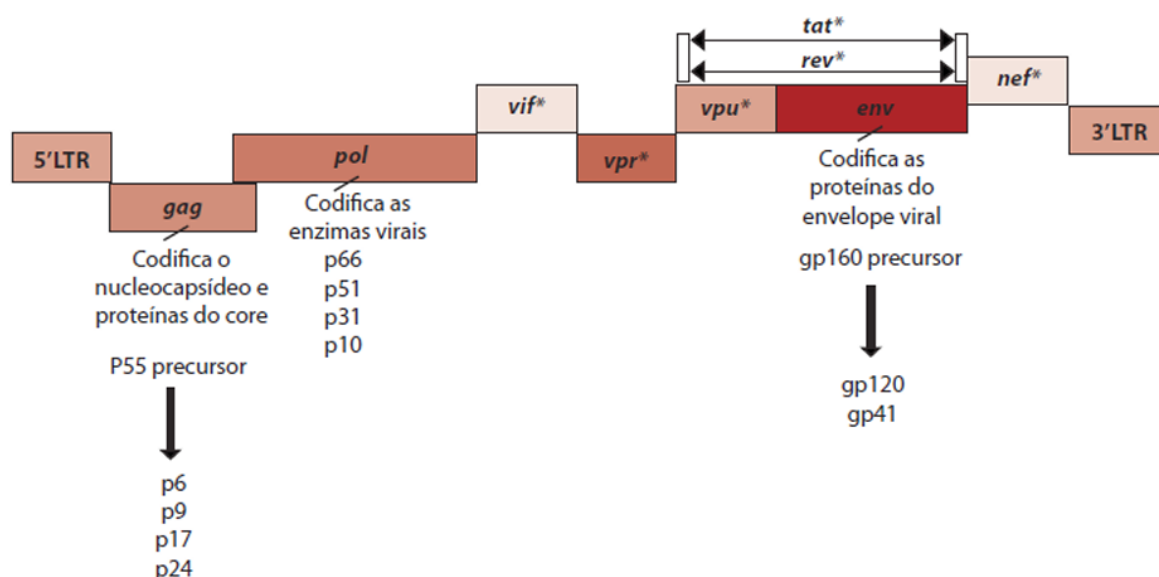 tat*
rev*
nef*
vif*
vpu*
env
5'LTR
pol
vpr*
3'LTR
gag
Codifica o
nucleocapsídeo e
proteínas do core
P55 precursor
p6
p9
p17
p24
Codifica as
enzimas virais
p66
p51
p31
p10
Codifica as
proteínas do
envelope viral
gp160 precursor
gp120
gp41